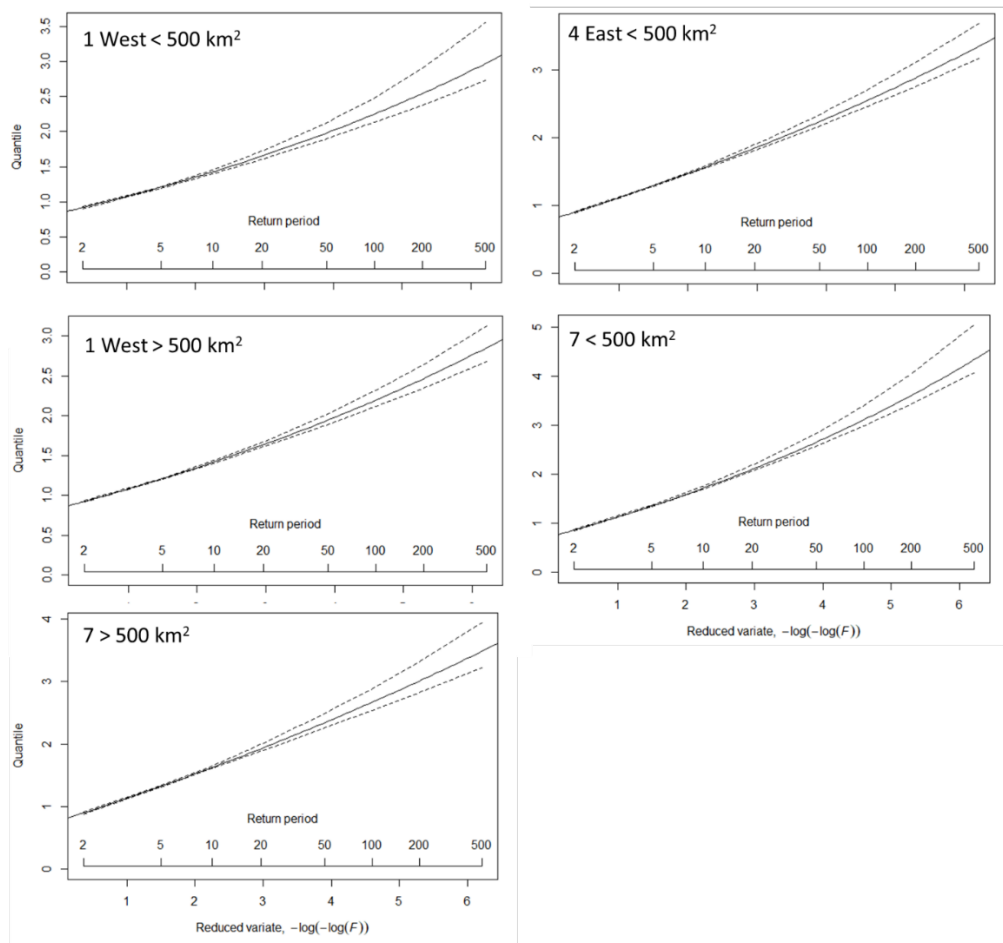 1 West < 500 km²
Quantile
0.0 0.5 1.0 1.5 2.0 2.5 3.0 3.5
Return period
2 5 10 20 50 100 200 500
4 East < 500 km²
0 1 2 3
Return period
2 5 10 20 50 100 200 500
1 West > 500 km²
Quantile
0.0 0.5 1.0 1.5 2.0 2.5 3.0
Return period
2 5 10 20 50 100 200 500
7 < 500 km²
0 1 2 3 4 5
Return period
2 5 10 20 50 100 200 500
1 2 3 4 5 6
Reduced variate, −log(−log(F))
7 > 500 km²
Quantile
0 1 2 3 4
Return period
2 5 10 20 50 100 200 500
1 2 3 4 5 6
Reduced variate, −log(−log(F))